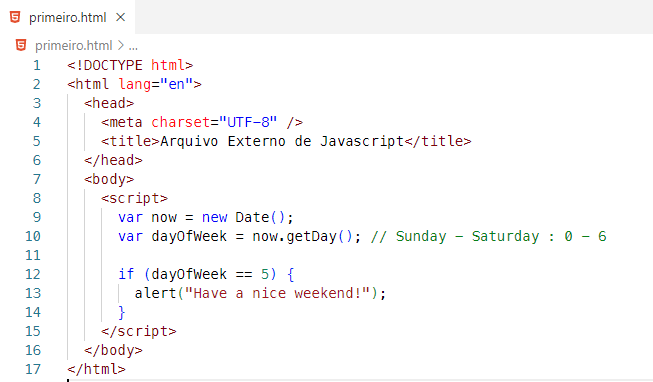 primeiro.html ×
primeiro.html > ...
1 <!DOCTYPE html>
2 <html lang="en">
3   <head>
4     <meta charset="UTF-8" />
5     <title>Arquivo Externo de Javascript</title>
6   </head>
7   <body>
8     <script>
9       var now = new Date();
10       var dayOfWeek = now.getDay(); // Sunday - Saturday : 0 - 6
11
12       if (dayOfWeek == 5) {
13         alert("Have a nice weekend!");
14       }
15     </script>
16   </body>
17 </html>